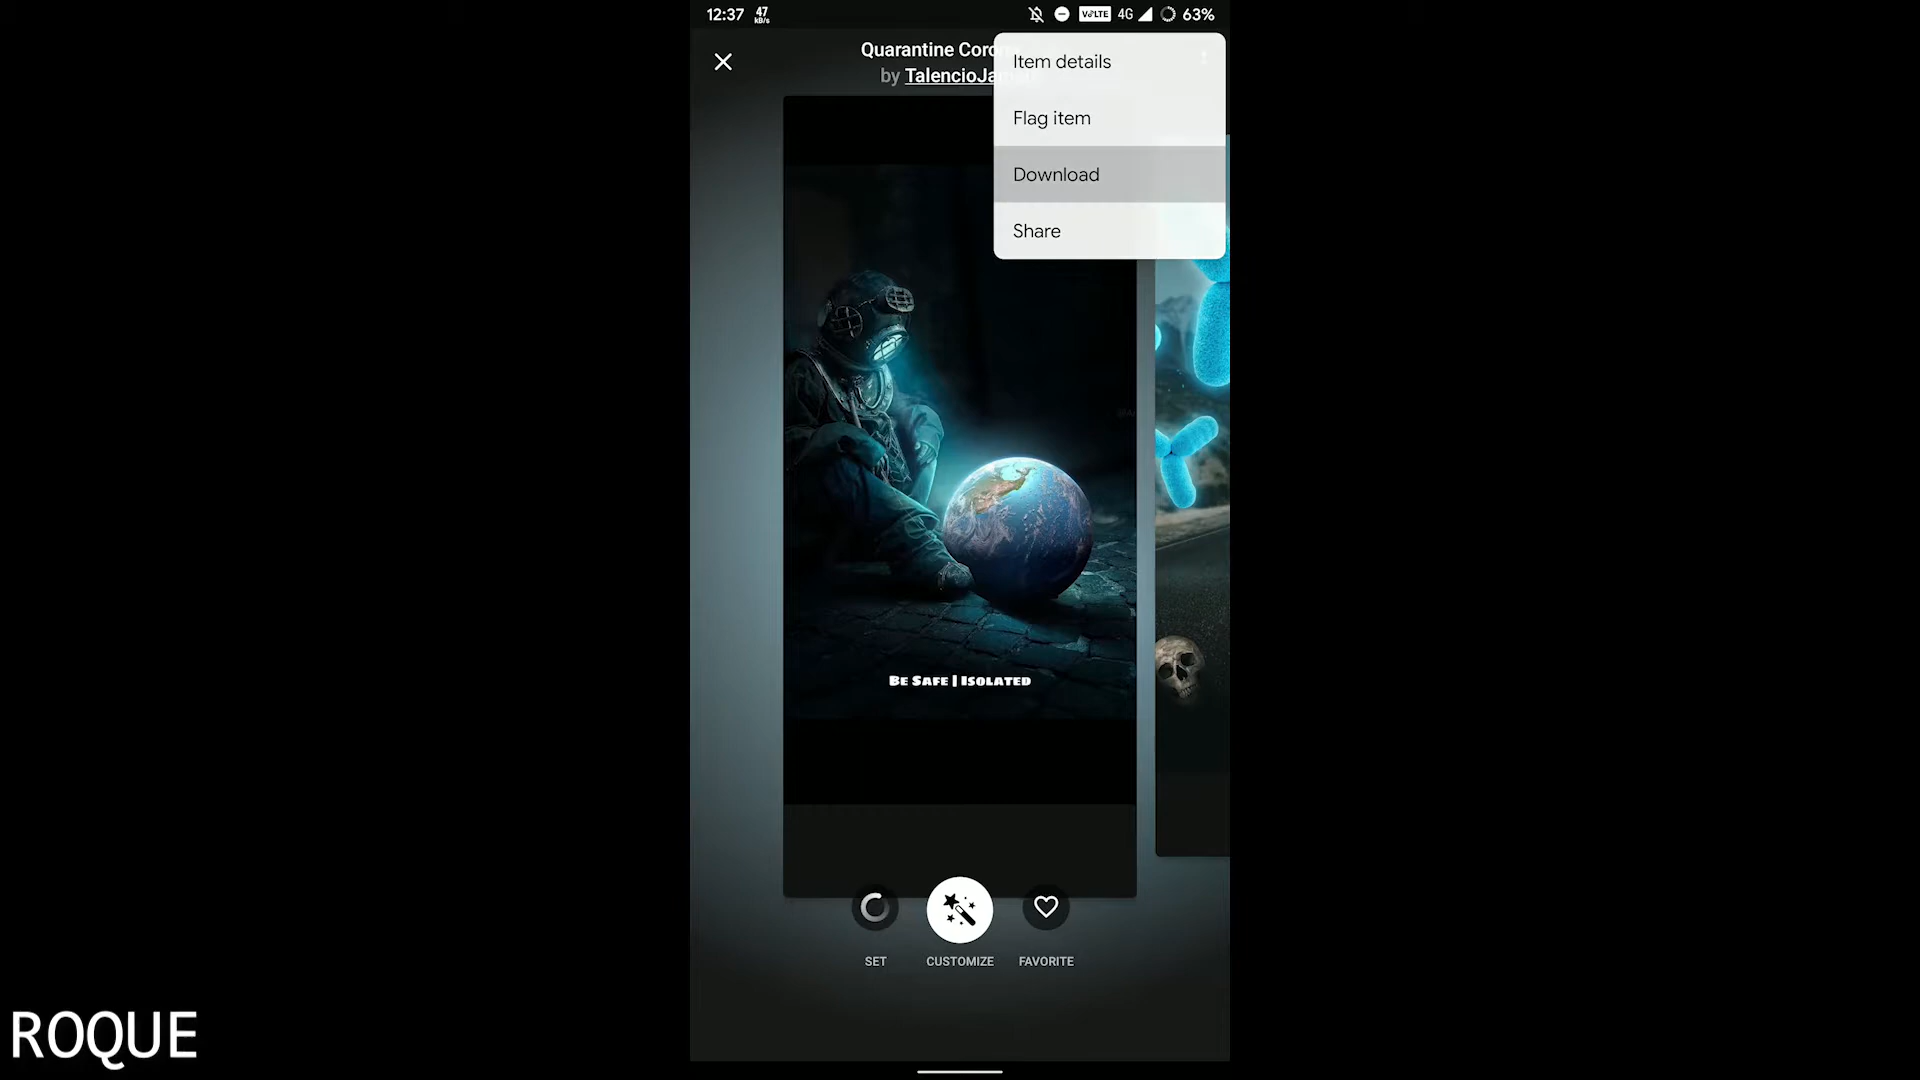 12:37 47 kB/s VoLTE 4G 63%
Quarantine Coro
by TalencioJa
Item details
Flag item
Download
Share
Be Safe | Isolated
SET CUSTOMIZE FAVORITE
ROQUE